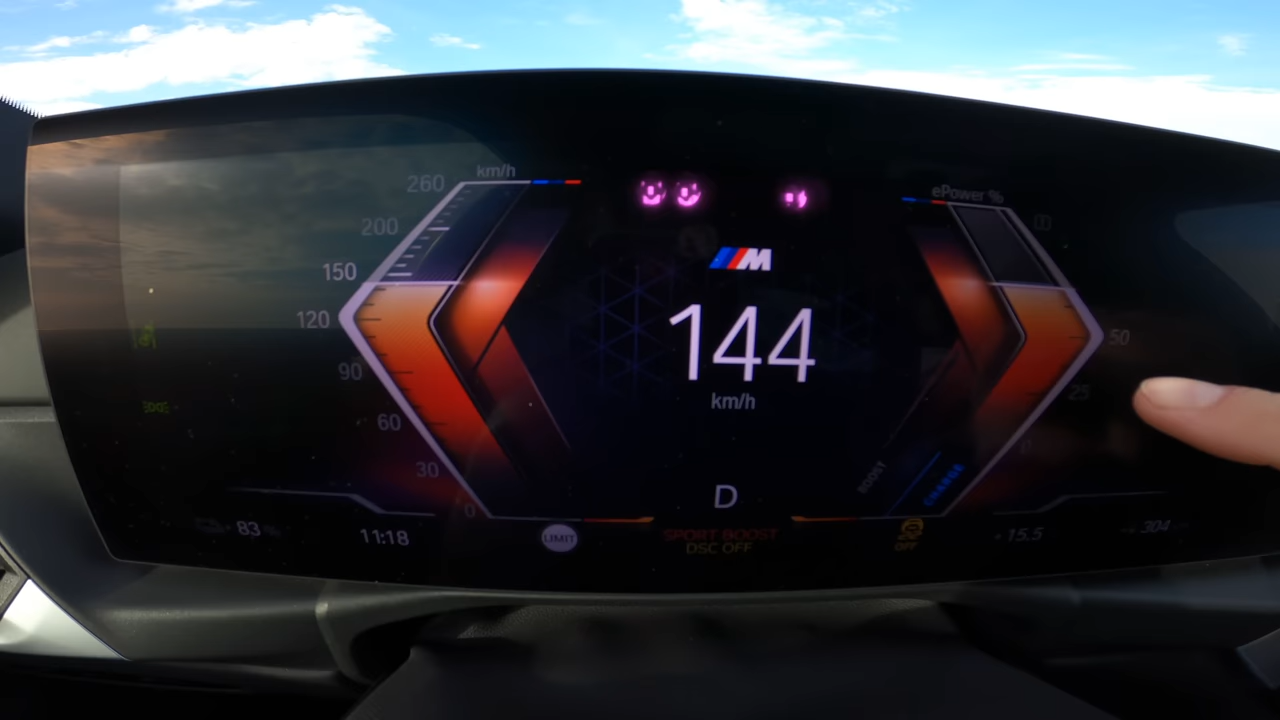 km/h
260
200
150
120
90
60
30
0
M
144
km/h
D
ePower %
50
25
0
BOOST
CHARGE
83
11:18
LIMIT
SPORT BOOST
DSC OFF
OFF
15.5
304